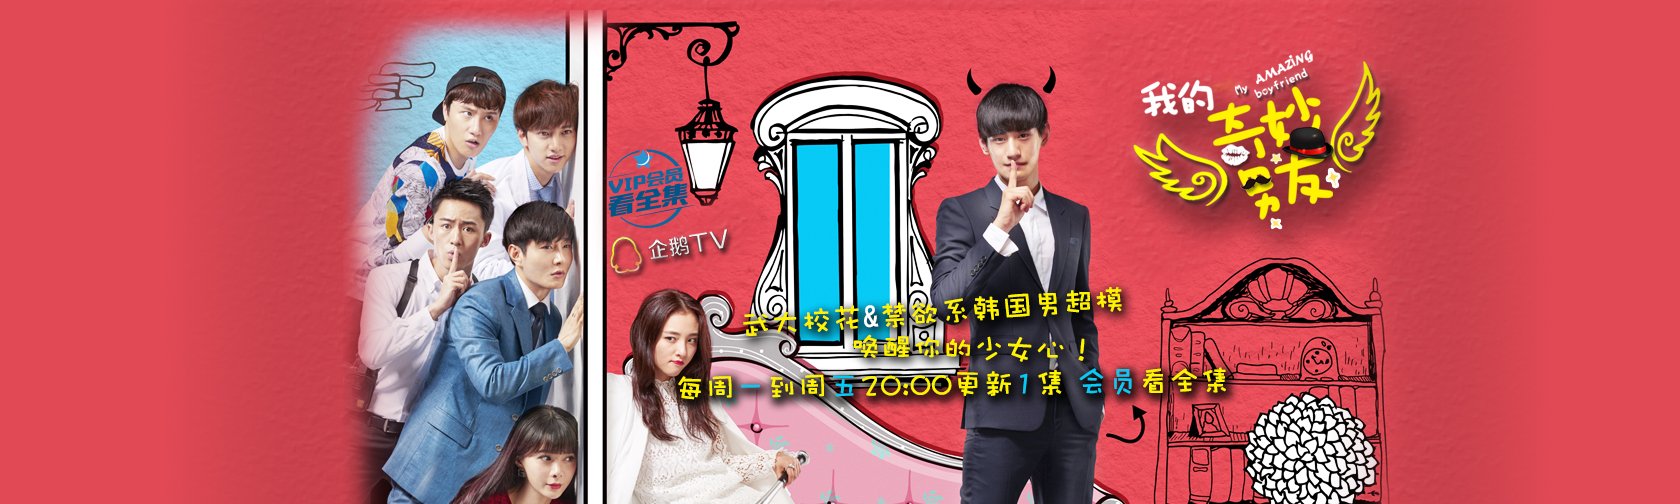 我的
My AMAZiNG
boyfriend
奇妙
男友
VIP会员
看全集
企鹅TV
武大校花&禁欲系韩国男超模
唤醒你的少女心！
每周一到周五20:00更新1集 会员看全集